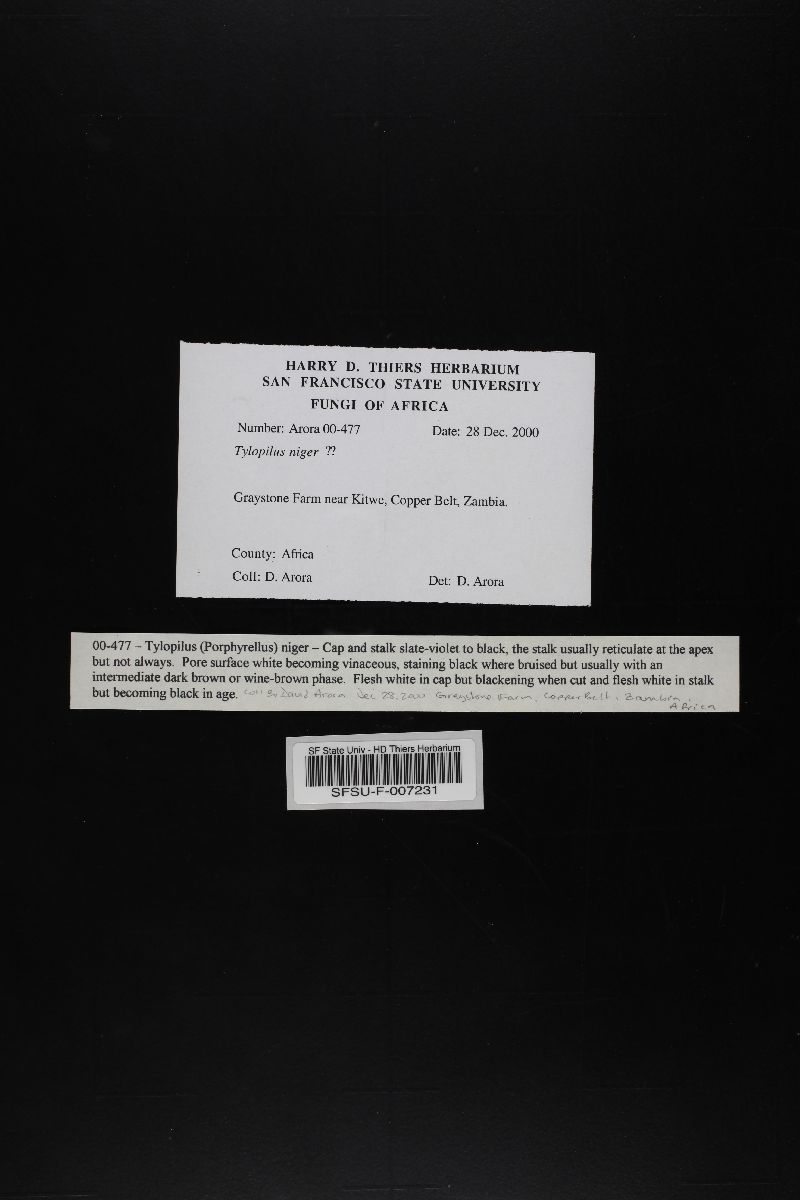 HARRY D. THIERS HERBARIUM
SAN FRANCISCO STATE UNIVERSITY
FUNGI OF AFRICA
Number: Arora 00-477 Date: 28 Dec. 2000
Tylopilus niger ??
Graystone Farm near Kitwe, Copper Belt, Zambia.
County: Africa
Coll: D. Arora Det: D. Arora
00-477 – Tylopilus (Porphyrellus) niger – Cap and stalk slate-violet to black, the stalk usually reticulate at the apex
but not always. Pore surface white becoming vinaceous, staining black where bruised but usually with an
intermediate dark brown or wine-brown phase. Flesh white in cap but blackening when cut and flesh white in stalk
but becoming black in age. Coll By David Arora Dec 28, 2000 Graystone Farm, Copper Belt, Zambia,
Africa
SF State Univ - HD Thiers Herbarium
SFSU-F-007231